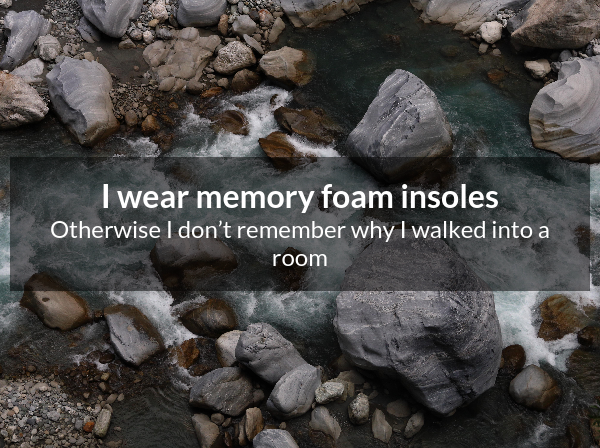 I wear memory foam insoles
Otherwise I don’t remember why I walked into a
room